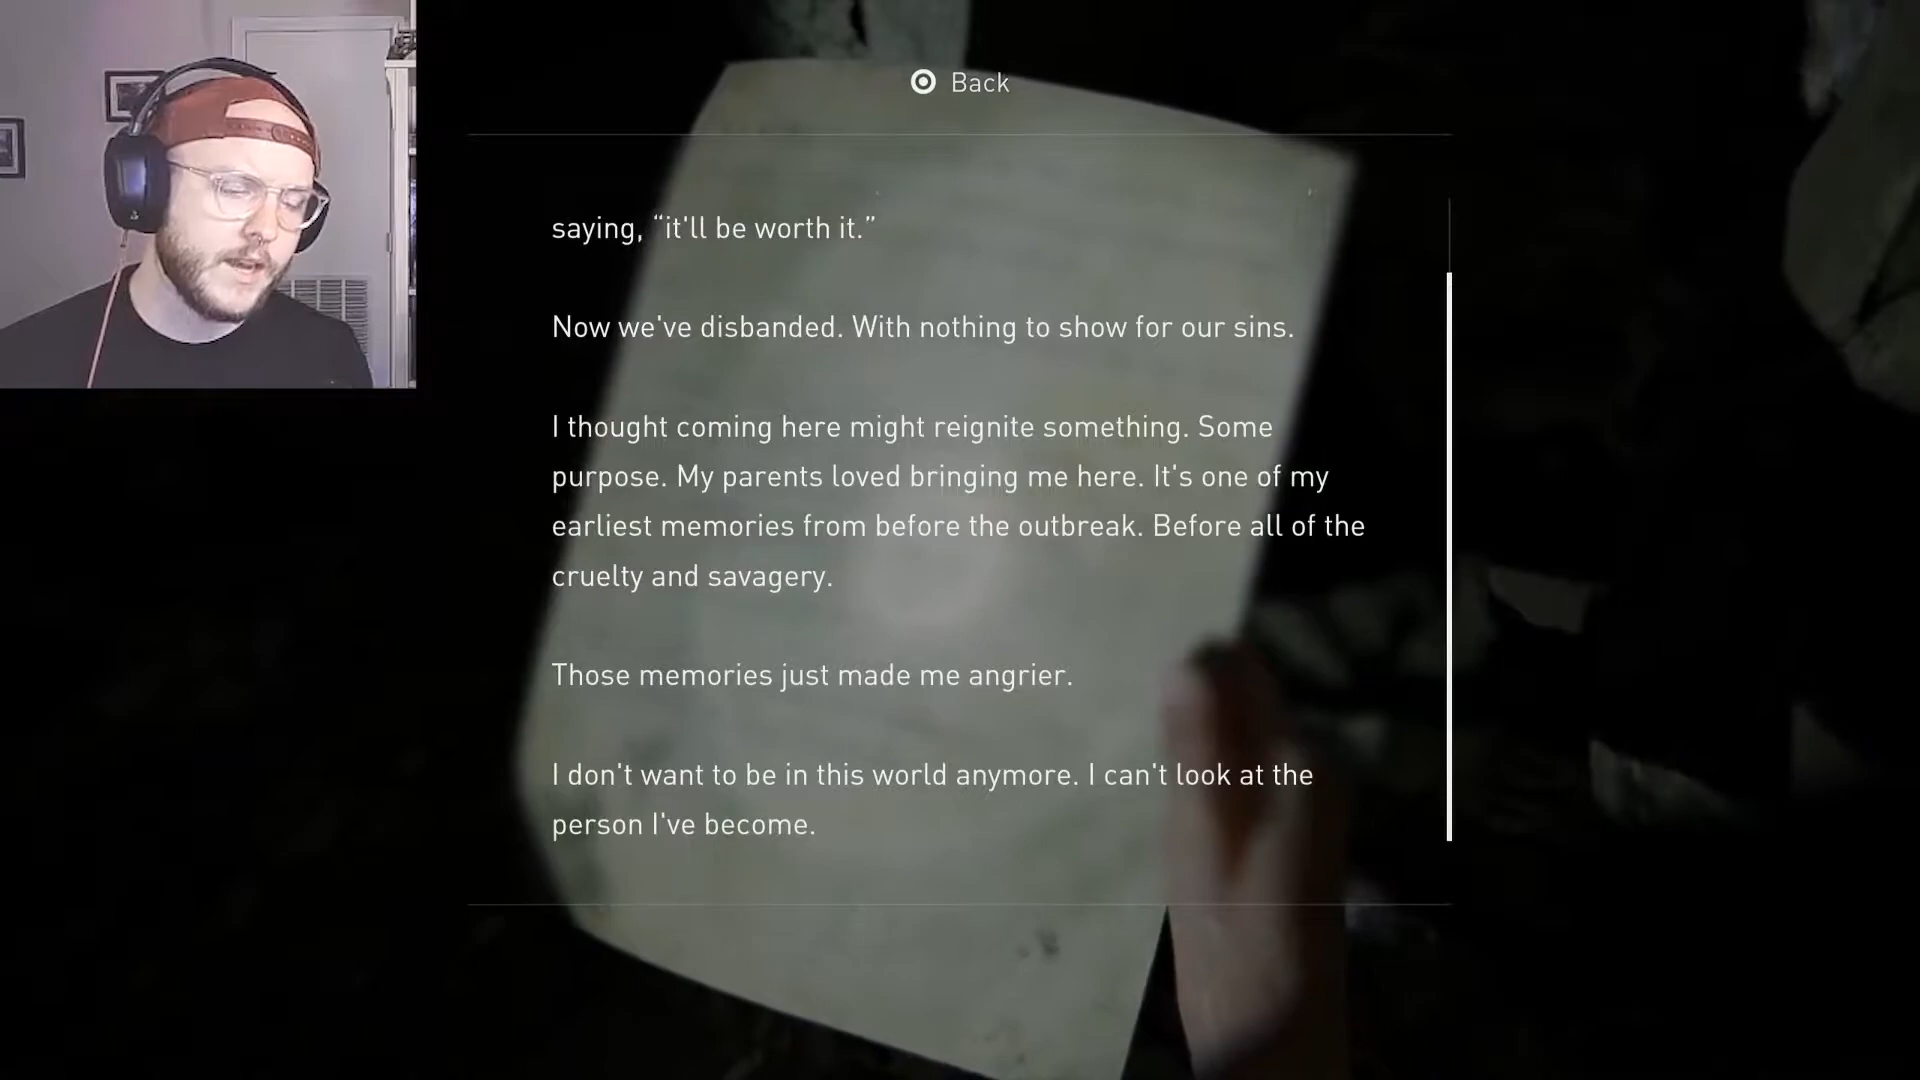 Back
saying, “it'll be worth it.”
Now we've disbanded. With nothing to show for our sins.
I thought coming here might reignite something. Some
purpose. My parents loved bringing me here. It's one of my
earliest memories from before the outbreak. Before all of the
cruelty and savagery.
Those memories just made me angrier.
I don't want to be in this world anymore. I can't look at the
person I've become.